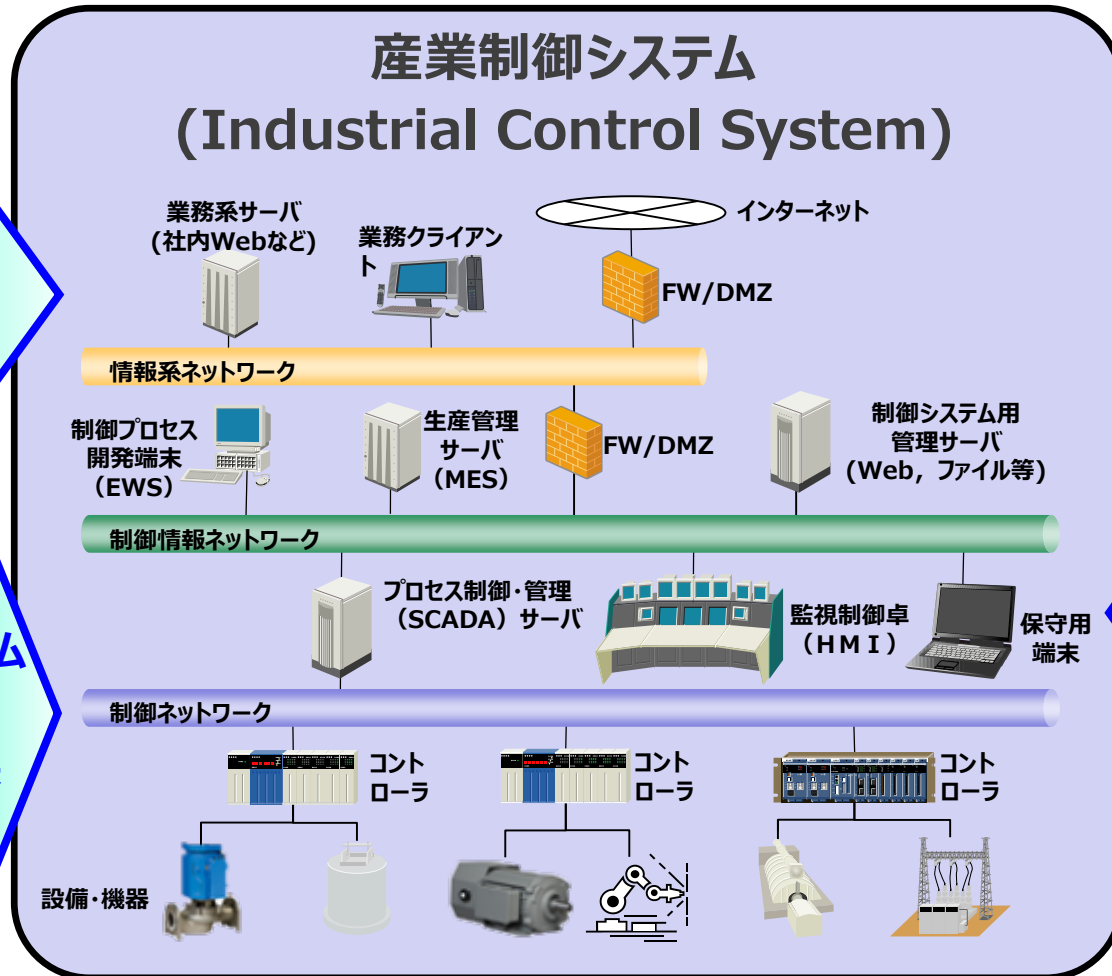 産業制御システム
(Industrial Control System)
業務系サーバ
(社内Webなど)
業務クライアン
ト
インターネット
FW/DMZ
情報系ネットワーク
制御プロセス
開発端末
（EWS）
生産管理
サーバ
（MES）
FW/DMZ
制御システム用
管理サーバ
(Web，ファイル等)
制御情報ネットワーク
プロセス制御・管理
（SCADA）サーバ
監視制御卓
（ＨＭＩ）
保守用
端末
ム
制御ネットワーク
コント
ローラ
コント
ローラ
コント
ローラ
設備・機器